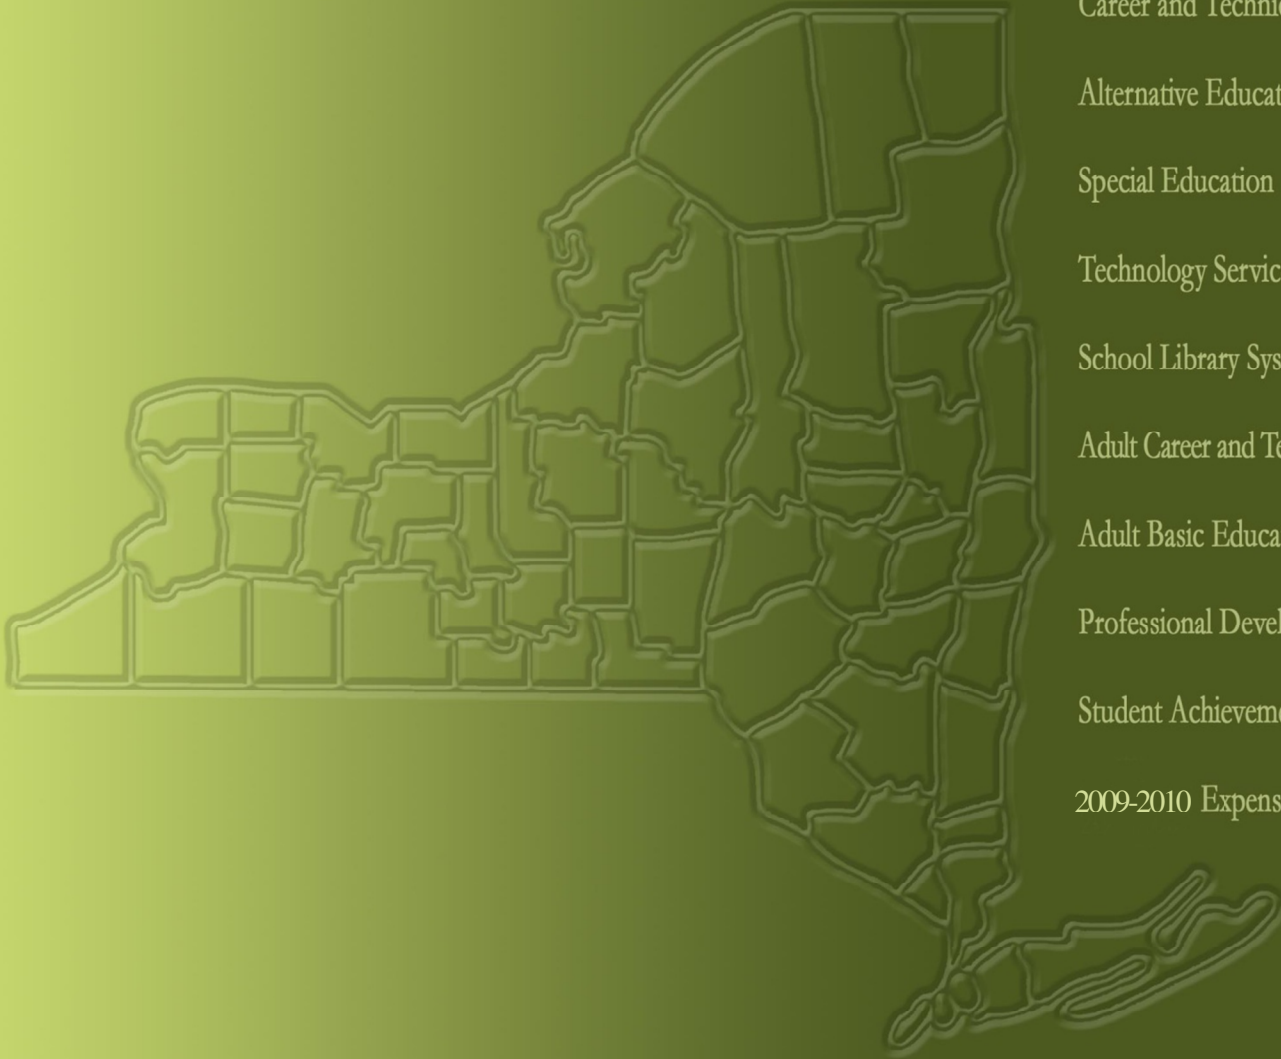 Career and Techni
Alternative Educat
Special Education
Technology Servic
School Library Sys
Adult Career and Te
Adult Basic Educa
Professional Devel
Student Achieveme
2009-2010 Expens